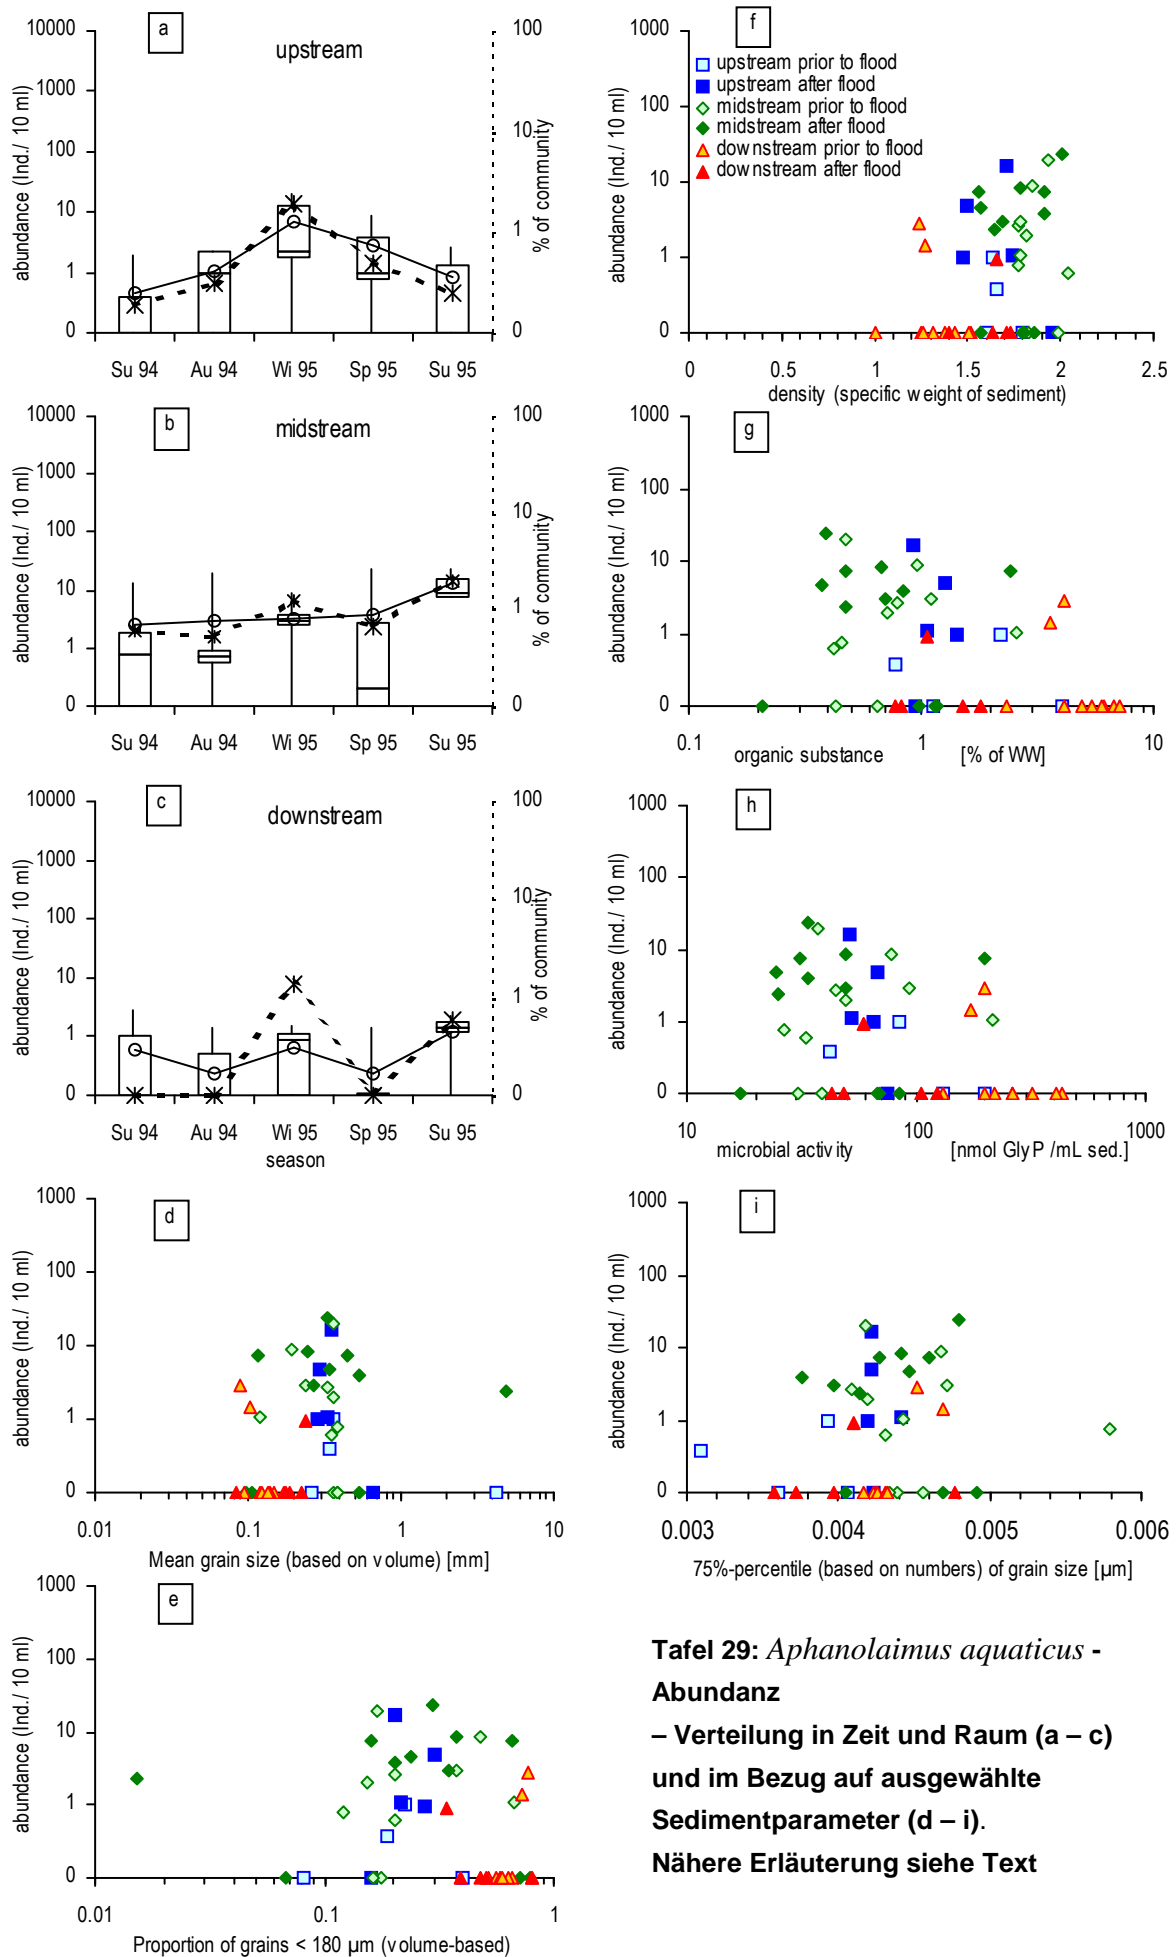 a
upstream
10000
1000
100
10
1
0
abundance (Ind./ 10 ml)
100
10
1
0
% of community
Su 94 Au 94 Wi 95 Sp 95 Su 95
b
midstream
10000
1000
100
10
1
0
abundance (Ind./ 10 ml)
100
10
1
0
% of community
Su 94 Au 94 Wi 95 Sp 95 Su 95
c
downstream
10000
1000
100
10
1
0
abundance (Ind./ 10 ml)
100
10
1
0
% of community
Su 94 Au 94 Wi 95 Sp 95 Su 95
season
d
1000
100
10
1
0
abundance (Ind./ 10 ml)
0.01 0.1 1 10
Mean grain size (based on volume) [mm]
e
1000
100
10
1
0
abundance (Ind./ 10 ml)
0.01 0.1 1
Proportion of grains < 180 µm (volume-based)
f
1000
100
10
1
0
abundance (Ind./ 10 ml)
upstream prior to flood
upstream after flood
midstream prior to flood
midstream after flood
downstream prior to flood
downstream after flood
0 0.5 1 1.5 2 2.5
density (specific weight of sediment)
g
1000
100
10
1
0
abundance (Ind./ 10 ml)
0.1 1 10
organic substance [% of WW]
h
1000
100
10
1
0
abundance (Ind./ 10 ml)
10 100 1000
microbial activity [nmol GlyP /mL sed.]
i
1000
100
10
1
0
abundance (Ind./ 10 ml)
0.003 0.004 0.005 0.006
75%-percentile (based on numbers) of grain size [µm]
Tafel 29: Aphanolaimus aquaticus -
Abundanz
– Verteilung in Zeit und Raum (a – c)
und im Bezug auf ausgewählte
Sedimentparameter (d – i).
Nähere Erläuterung siehe Text